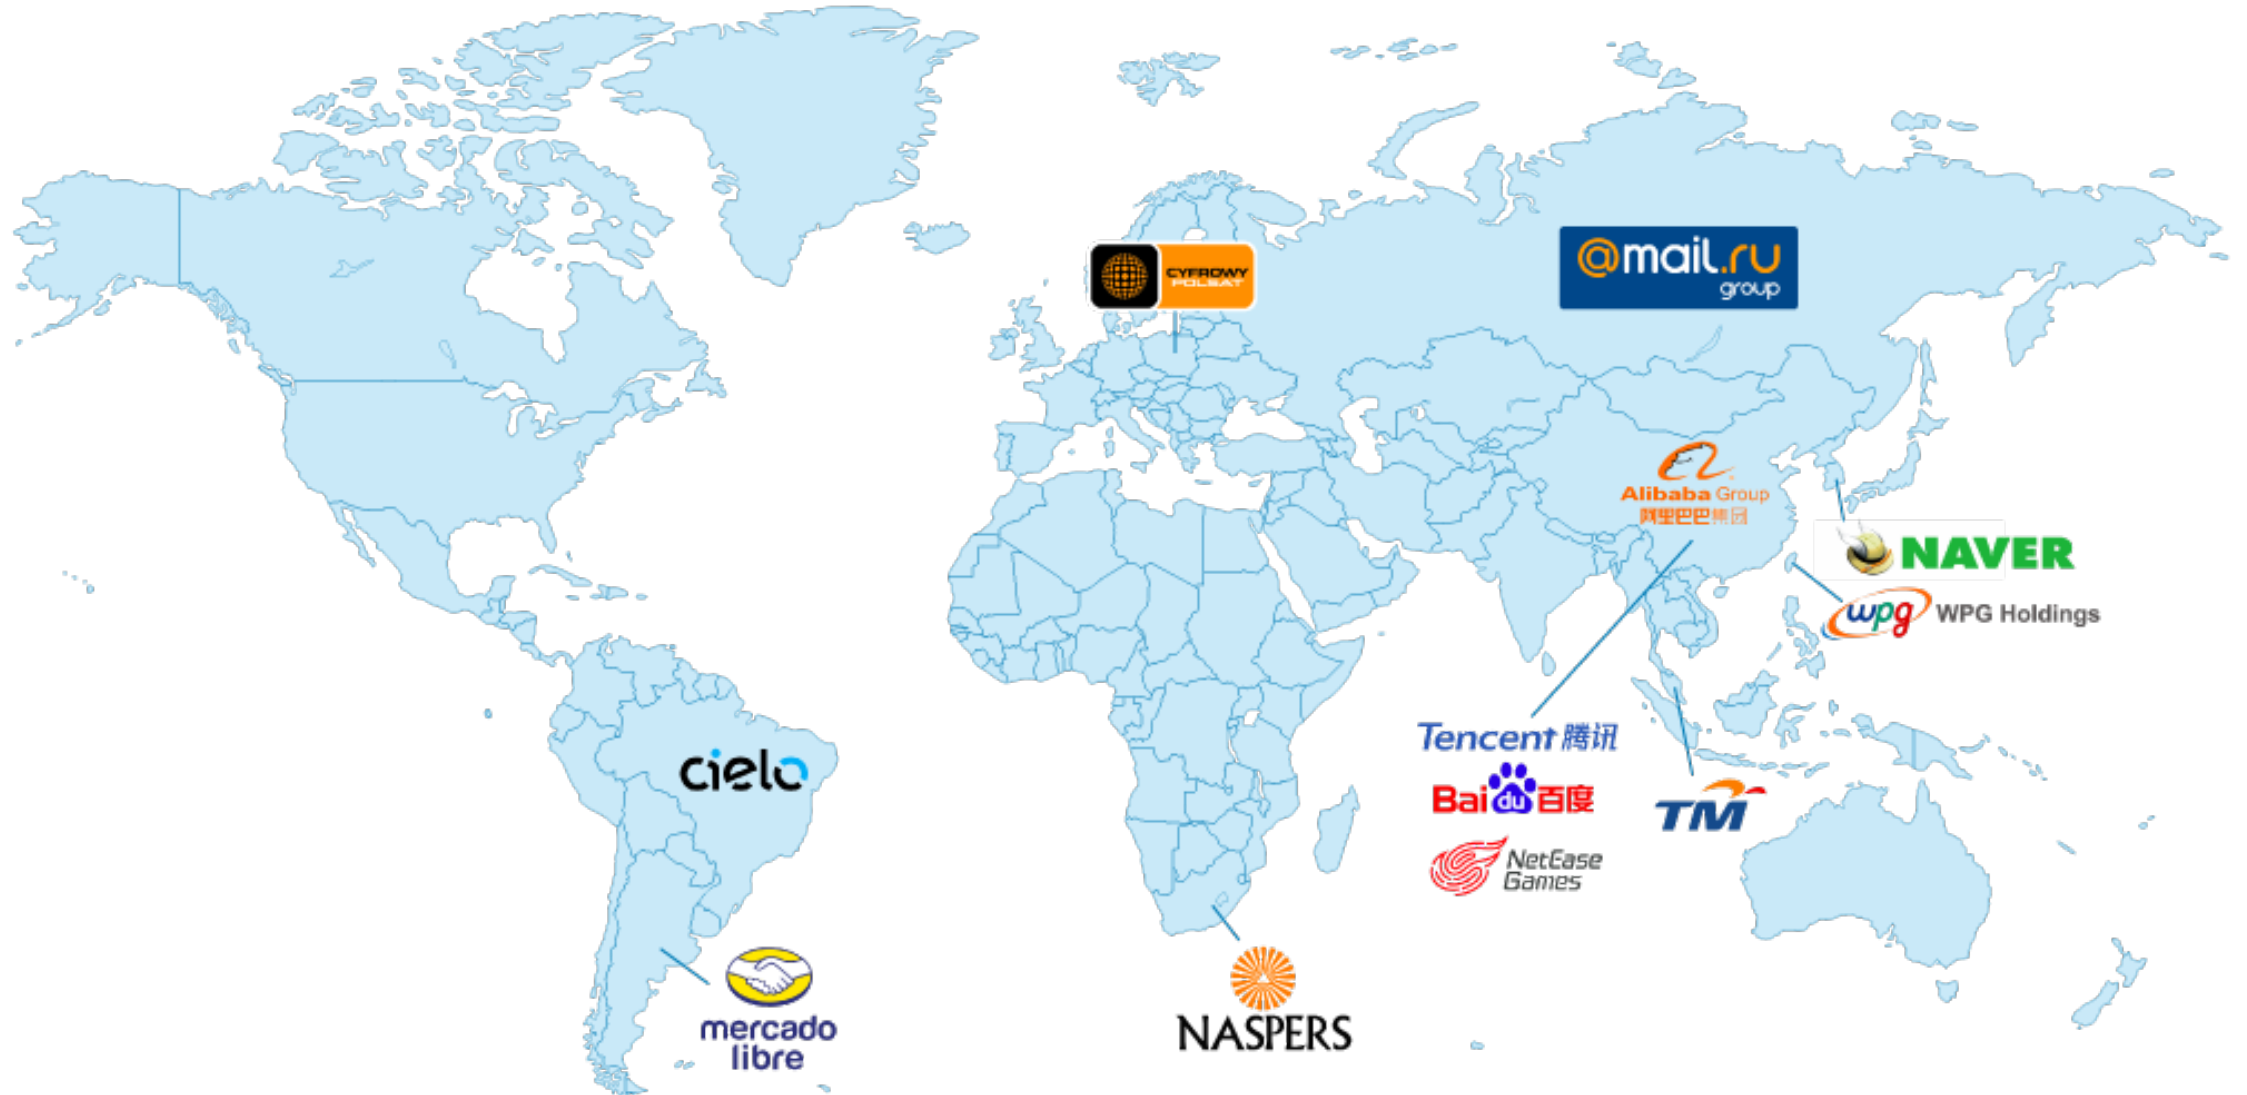 @mail.ru
group
CYFROWY
POLSAT
Alibaba Group
阿里巴巴集团
NAVER
wpg WPG Holdings
Tencent 腾讯
cielo
Bai du 百度
TM
NetEase
Games
mercado
libre
NASPERS